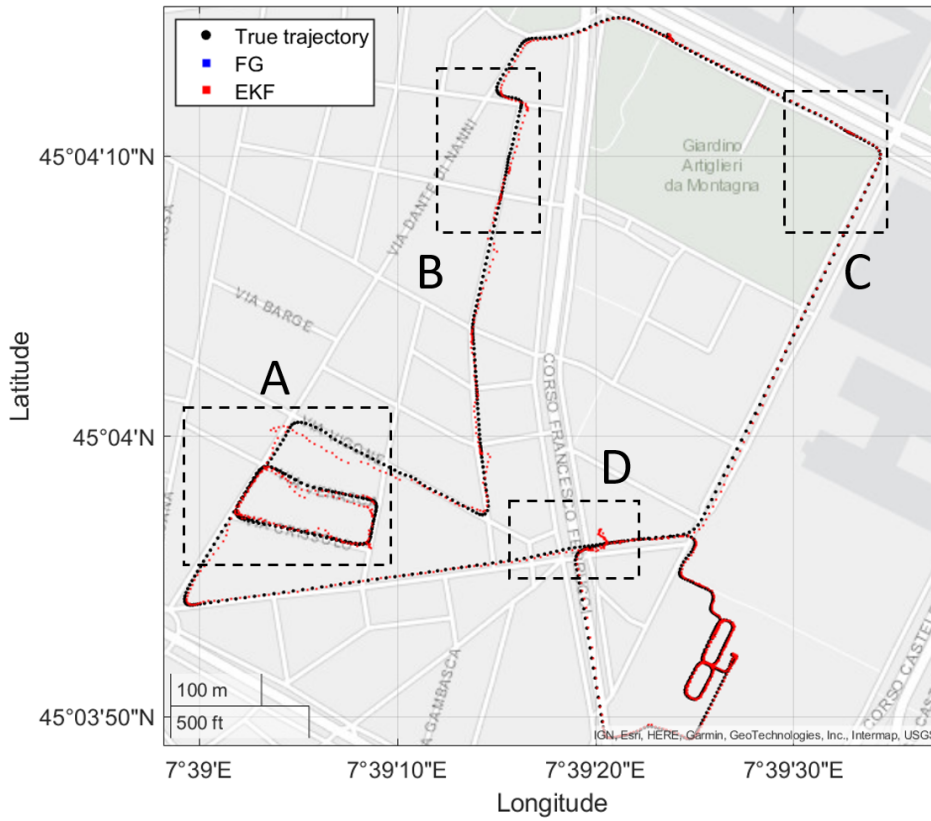 True trajectory
FG
EKF
45°04'10"N
45°04'N
45°03'50"N
Latitude
7°39'E
7°39'10"E
7°39'20"E
7°39'30"E
Longitude
A
B
C
D
VIA DANTE DI NANNI
Giardino
Artiglieri
da Montagna
VIA BARGE
CORSO FRANCESCO
A GAMBASCA
CORSO CASTEL
100 m
500 ft
IGN, Esri, HERE, Garmin, GeoTechnologies, Inc., Intermap, USGS